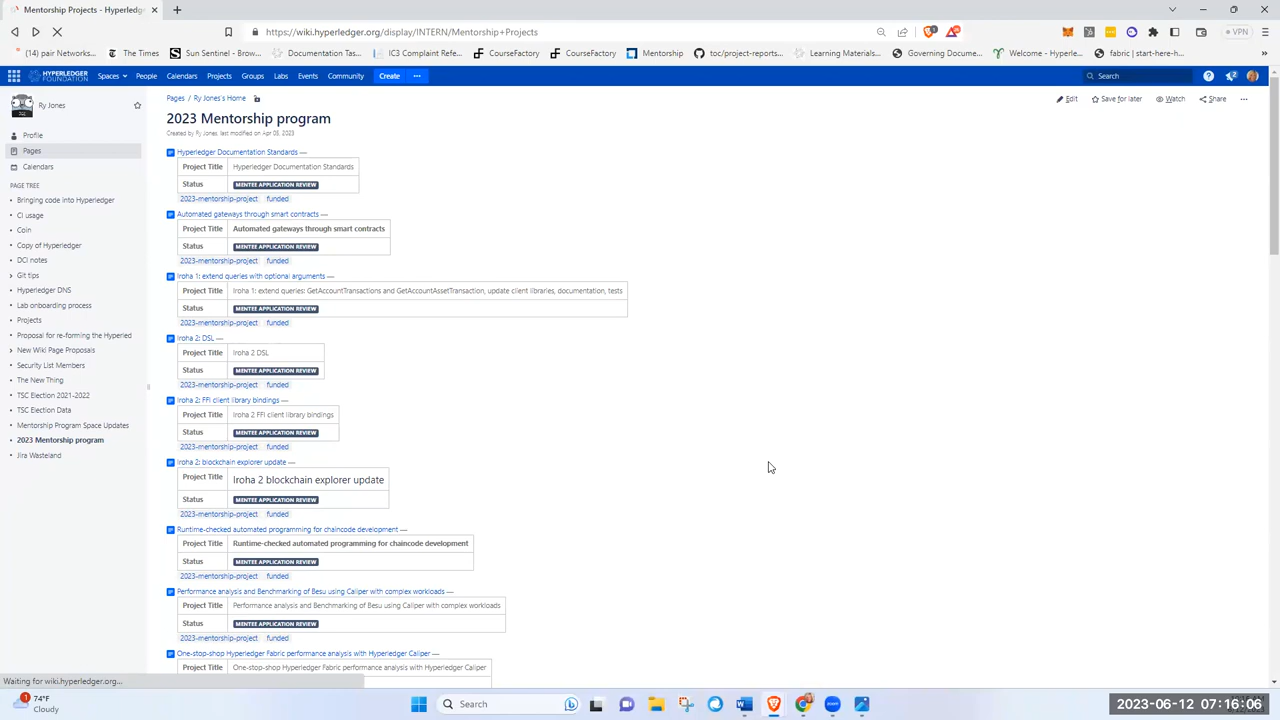 Mentorship Projects - Hyperledg
https://wiki.hyperledger.org/display/INTERN/Mentorship+Projects
VPN
(14) pair Networks...
The Times
Sun Sentinel - Brow...
Documentation Tas...
IC3 Complaint Refe...
CourseFactory
CourseFactory
Mentorship
toc/project-reports...
Learning Materials...
Governing Docume...
Welcome - Hyperle...
fabric | start-here-h...
HYPERLEDGER FOUNDATION
Spaces
People
Calendars
Projects
Groups
Labs
Events
Community
Create
Search
Ry Jones
Profile
Pages
Calendars
PAGE TREE
Bringing code into Hyperledger
CI usage
Coin
Copy of Hyperledger
DCI notes
Git tips
Hyperledger DNS
Lab onboarding process
Projects
Proposal for re-forming the Hyperled
New Wiki Page Proposals
Security List Members
The New Thing
TSC Election 2021-2022
TSC Election Data
Mentorship Program Space Updates
2023 Mentorship program
Jira Wasteland
Pages / Ry Jones's Home
Edit
Save for later
Watch
Share
2023 Mentorship program
Created by Ry Jones, last modified on Apr 03, 2023
Hyperledger Documentation Standards —
Project Title Hyperledger Documentation Standards
Status MENTEE APPLICATION REVIEW
2023-mentorship-project funded
Automated gateways through smart contracts —
Project Title Automated gateways through smart contracts
Status MENTEE APPLICATION REVIEW
2023-mentorship-project funded
Iroha 1: extend queries with optional arguments —
Project Title Iroha 1: extend queries: GetAccountTransactions and GetAccountAssetTransaction, update client libraries, documentation, tests
Status MENTEE APPLICATION REVIEW
2023-mentorship-project funded
Iroha 2: DSL —
Project Title Iroha 2 DSL
Status MENTEE APPLICATION REVIEW
2023-mentorship-project funded
Iroha 2: FFI client library bindings —
Project Title Iroha 2 FFI client library bindings
Status MENTEE APPLICATION REVIEW
2023-mentorship-project funded
Iroha 2: blockchain explorer update —
Project Title Iroha 2 blockchain explorer update
Status MENTEE APPLICATION REVIEW
2023-mentorship-project funded
Runtime-checked automated programming for chaincode development —
Project Title Runtime-checked automated programming for chaincode development
Status MENTEE APPLICATION REVIEW
2023-mentorship-project funded
Performance analysis and Benchmarking of Besu using Caliper with complex workloads —
Project Title Performance analysis and Benchmarking of Besu using Caliper with complex workloads
Status MENTEE APPLICATION REVIEW
2023-mentorship-project funded
One-stop-shop Hyperledger Fabric performance analysis with Hyperledger Caliper —
Project Title One-stop-shop Hyperledger Fabric performance analysis with Hyperledger Caliper
Waiting for wiki.hyperledger.org...
74°F
Cloudy
Search
2023-06-12 07:16:06